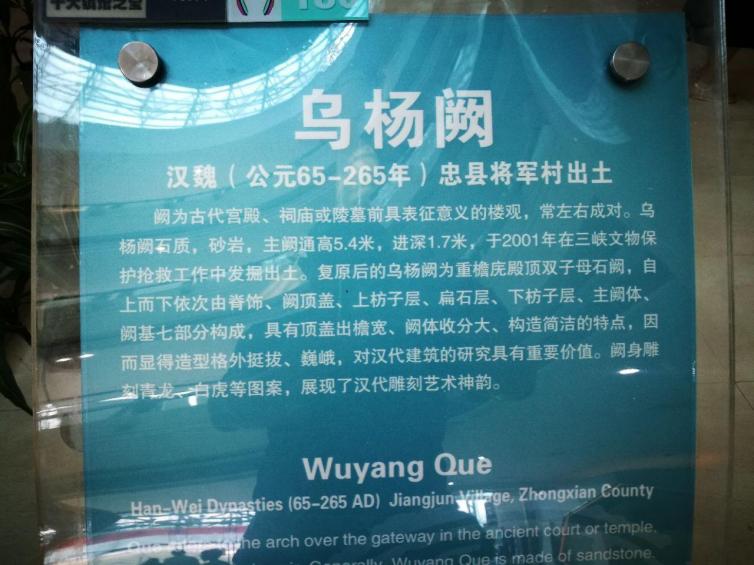 乌杨阙
汉魏（公元65-265年）忠县将军村出土
阙为古代宫殿、祠庙或陵墓前具表征意义的楼观，常左右成对。乌
杨阙石质，砂岩，主阙通高5.4米，进深1.7米，于2001年在三峡文物保
护抢救工作中发掘出土。复原后的乌杨阙为重檐庑殿顶双子母石阙，自
上而下依次由脊饰、阙顶盖、上枋子层、扁石层、下枋子层、主阙体、
阙基七部分构成，具有顶盖出檐宽、阙体收分大、构造简洁的特点，因
而显得造型格外挺拔、巍峨，对汉代建筑的研究具有重要价值。阙身雕
刻青龙、白虎等图案，展现了汉代雕刻艺术神韵。
Wuyang Que
Han-Wei Dynasties (65-265 AD) Jiangjun Village, Zhongxian County
Que refers to the arch over the gateway in the ancient court or temple.
Generally, Wuyang Que is made of sandstone.